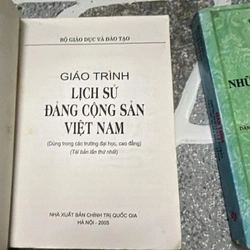 BỘ GIÁO DỤC VÀ ĐÀO TẠO
GIÁO TRÌNH
LỊCH SỬ
ĐẢNG CỘNG SẢN
VIỆT NAM
(Dùng trong các trường đại học, cao đẳng)
(Tái bản lần thứ nhất)
NHÀ XUẤT BẢN CHÍNH TRỊ QUỐC GIA
HÀ NỘI - 2005